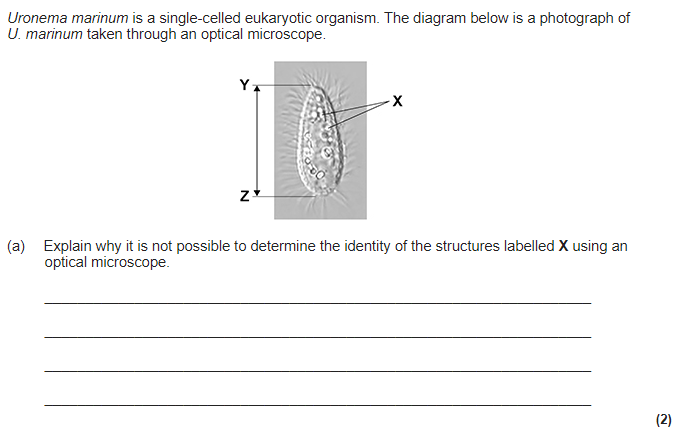 Uronema marinum is a single-celled eukaryotic organism. The diagram below is a photograph of
U. marinum taken through an optical microscope.
Y
X
Z
(a) Explain why it is not possible to determine the identity of the structures labelled X using an
optical microscope.
(2)